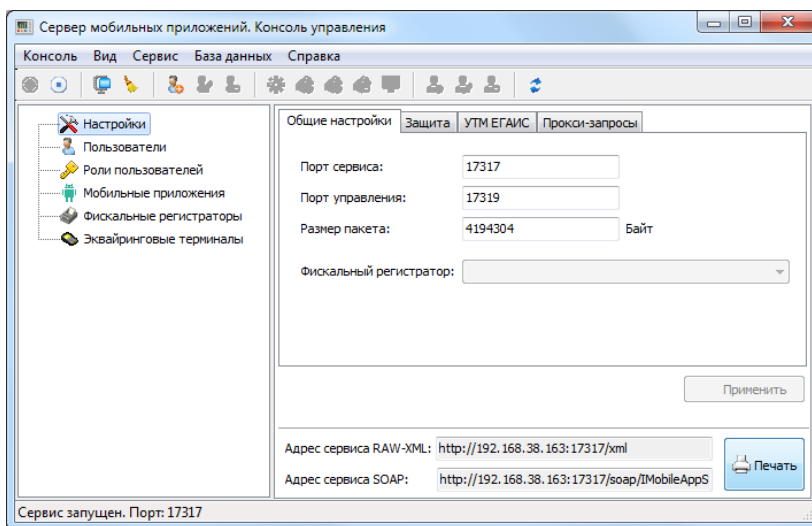 Сервер мобильных приложений. Консоль управления
Консоль Вид Сервис База данных Справка
Настройки
Пользователи
Роли пользователей
Мобильные приложения
Фискальные регистраторы
Эквайринговые терминалы
Общие настройки Защита УТМ ЕГАИС Прокси-запросы
Порт сервиса: 17317
Порт управления: 17319
Размер пакета: 4194304 Байт
Фискальный регистратор:
Применить
Адрес сервиса RAW-XML: http://192.168.38.163:17317/xml
Адрес сервиса SOAP: http://192.168.38.163:17317/soap/IMobileAppS
Печать
Сервис запущен. Порт: 17317